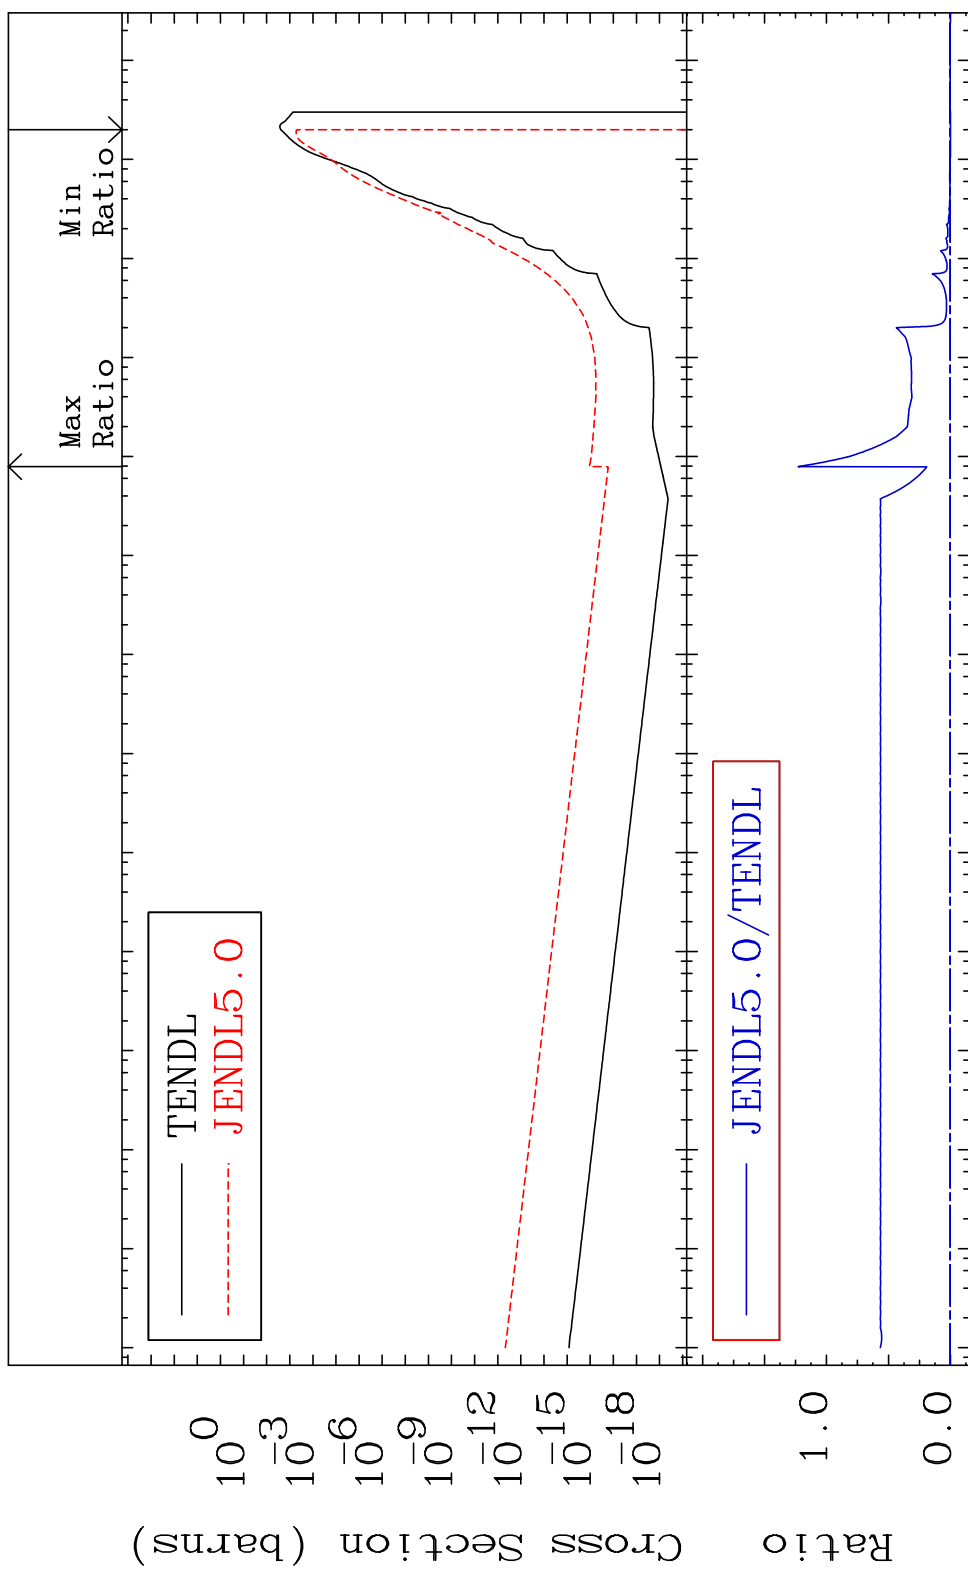 Max
Ratio
Min
Ratio
TENDL
JENDL5.0
10 0
10 -3
10 -6
10 -9
10 -12
10 -15
10 -18
Cross Section (barns)
JENDL5.0/TENDL
1.0
0.0
Ratio